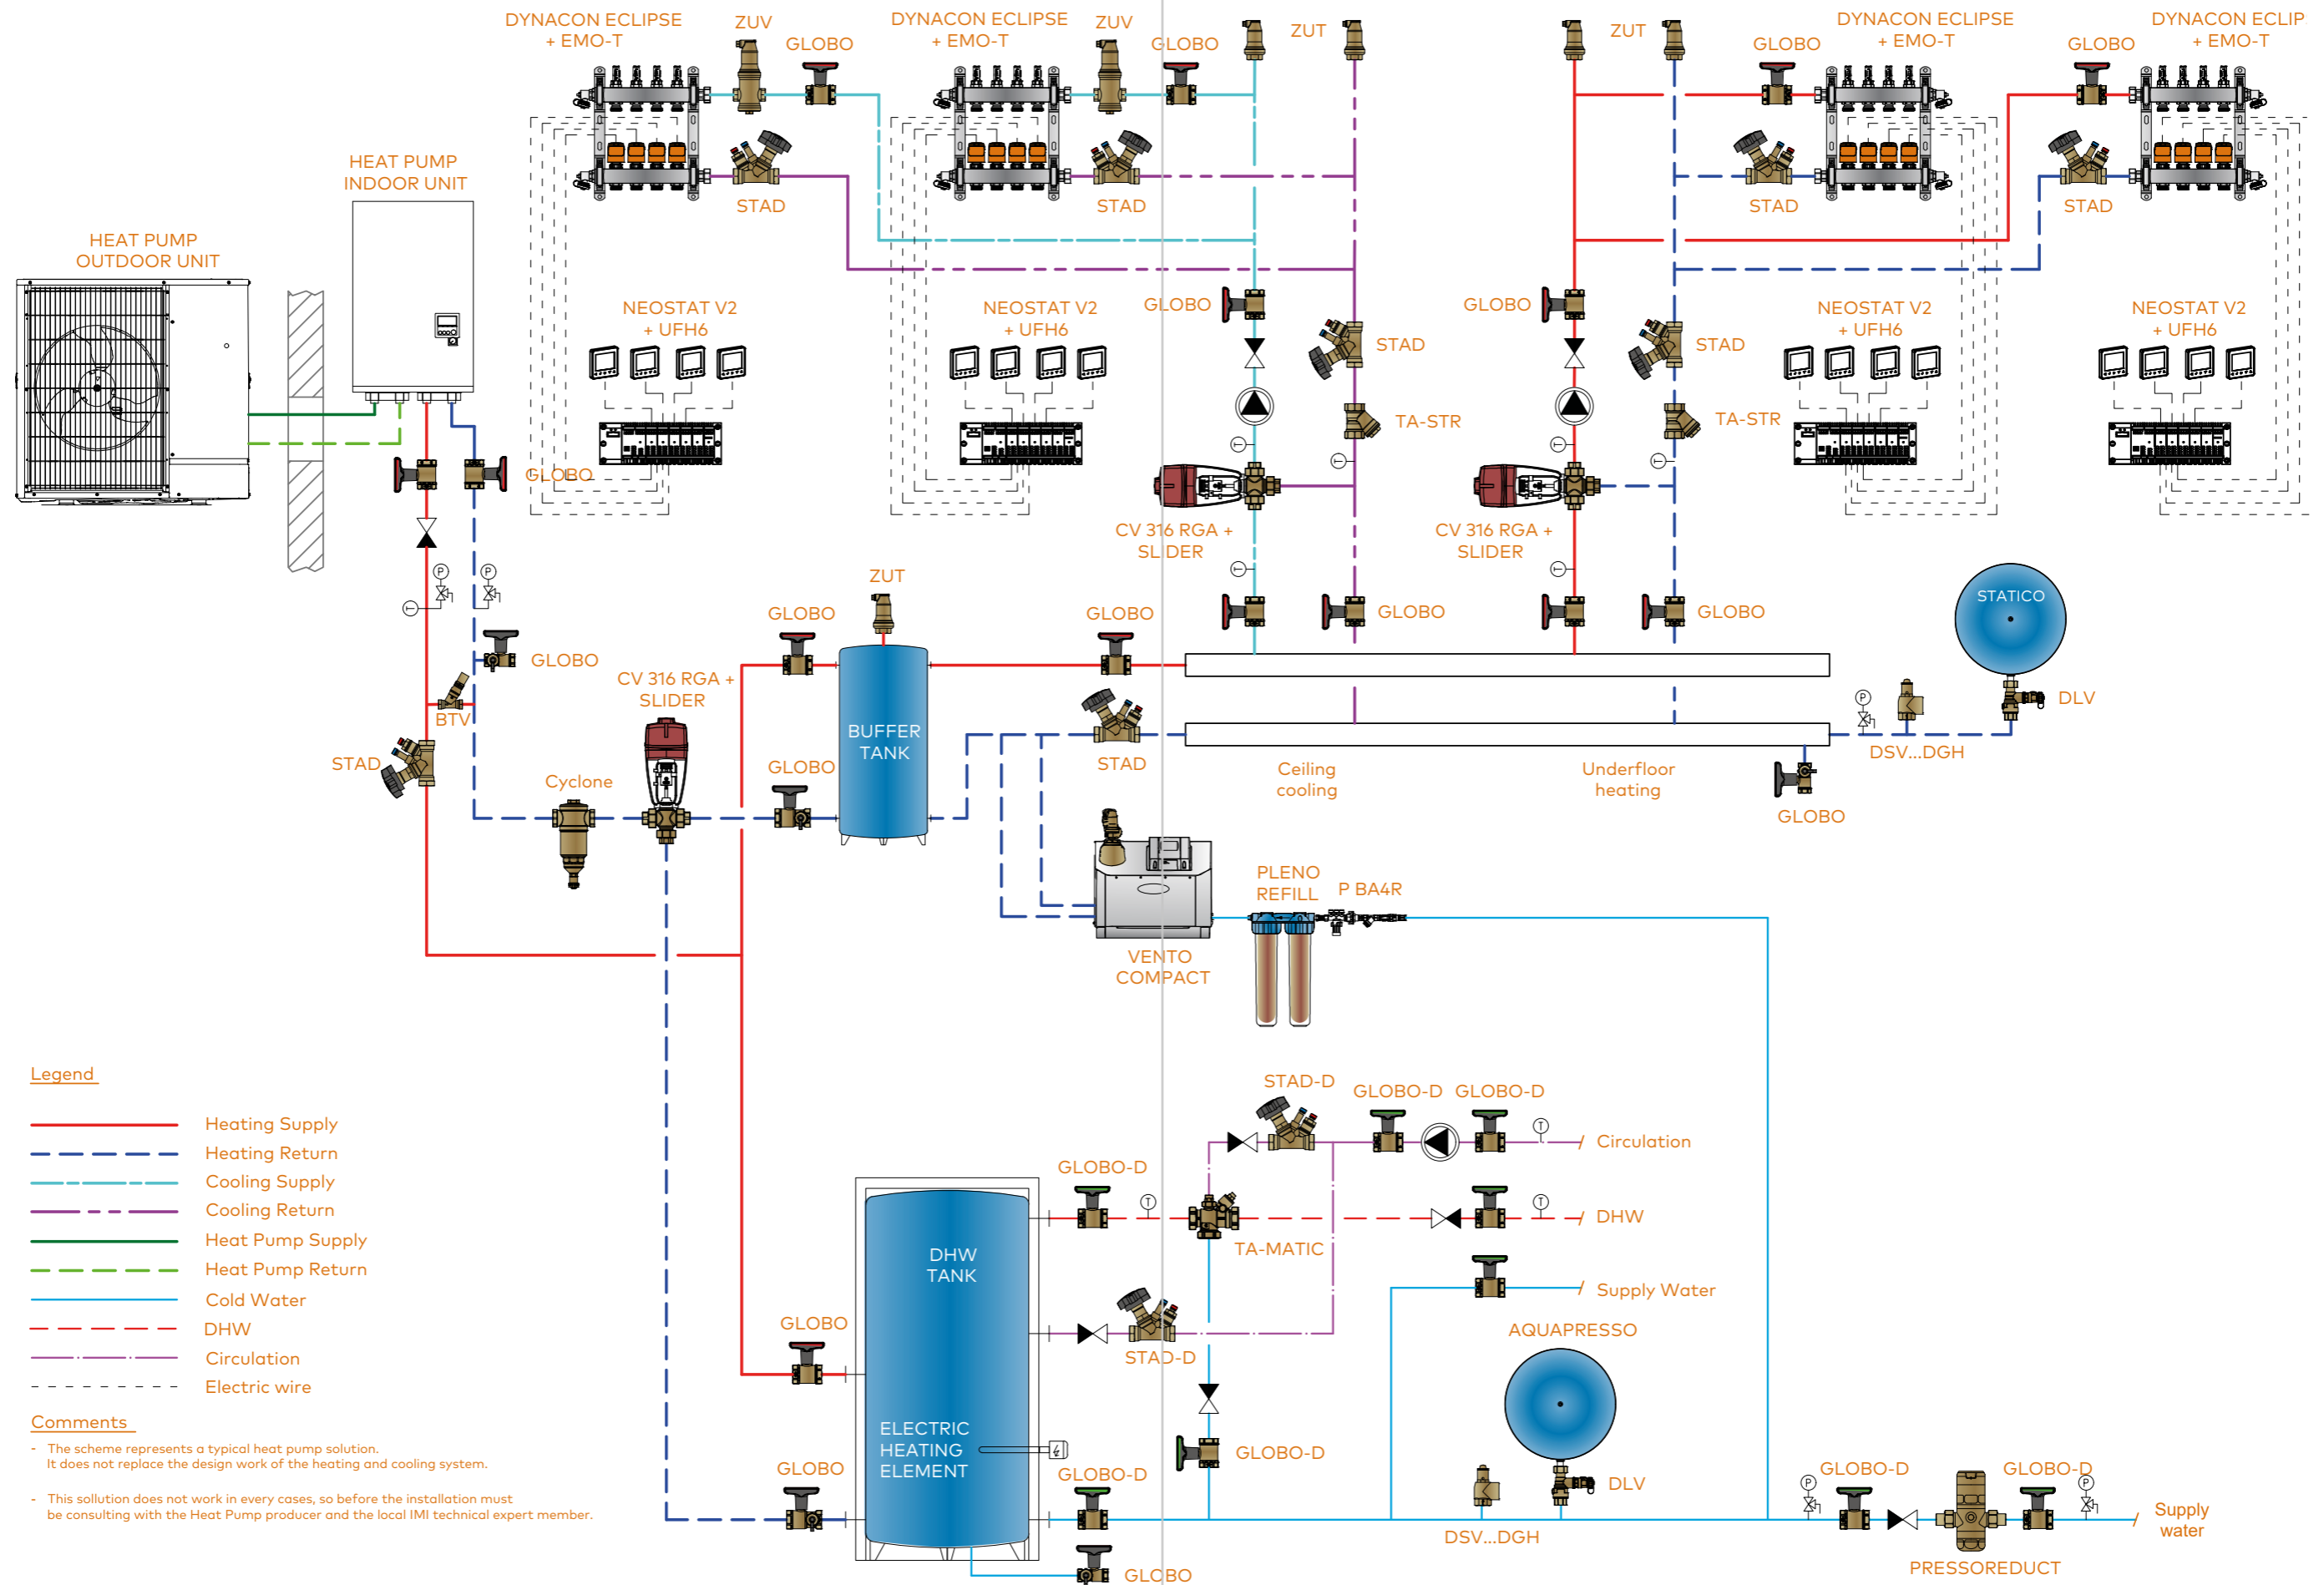 DYNACON ECLIPSE
+ EMO-T
ZUV
GLOBO
DYNACON ECLIPSE
+ EMO-T
ZUV
GLOBO
ZUT
ZUT
GLOBO
DYNACON ECLIPSE
+ EMO-T
GLOBO
DYNACON ECLIP
+ EMO-T
HEAT PUMP
INDOOR UNIT
STAD
STAD
STAD
STAD
HEAT PUMP
OUTDOOR UNIT
NEOSTAT V2
+ UFH6
NEOSTAT V2
+ UFH6
GLOBO
GLOBO
NEOSTAT V2
+ UFH6
NEOSTAT V2
+ UFH6
STAD
STAD
TA-STR
TA-STR
T
T
T
T
GLOBO
CV 316 RGA +
SLIDER
CV 316 RGA +
SLIDER
P
P
T
T
T
ZUT
GLOBO
GLOBO
GLOBO
GLOBO
STATICO
GLOBO
CV 316 RGA +
SLIDER
BTV
P
DLV
BUFFER
TANK
STAD
STAD
DSV...DGH
Cyclone
GLOBO
Ceiling
cooling
Underfloor
heating
GLOBO
PLENO
REFILL
P BA4R
VENTO
COMPACT
Legend
Heating Supply
Heating Return
Cooling Supply
Cooling Return
Heat Pump Supply
Heat Pump Return
Cold Water
DHW
Circulation
Electric wire
STAD-D
GLOBO-D
GLOBO-D
T
Circulation
GLOBO-D
T
T
DHW
TA-MATIC
DHW
TANK
Supply Water
GLOBO
STAD-D
AQUAPRESSO
ELECTRIC
HEATING
ELEMENT
GLOBO-D
GLOBO
GLOBO-D
DLV
DSV...DGH
P
GLOBO-D
GLOBO-D
P
Supply
water
PRESSOREDUCT
GLOBO
Comments
- The scheme represents a typical heat pump solution.
It does not replace the design work of the heating and cooling system.
- This sollution does not work in every cases, so before the installation must
be consulting with the Heat Pump producer and the local IMI technical expert member.